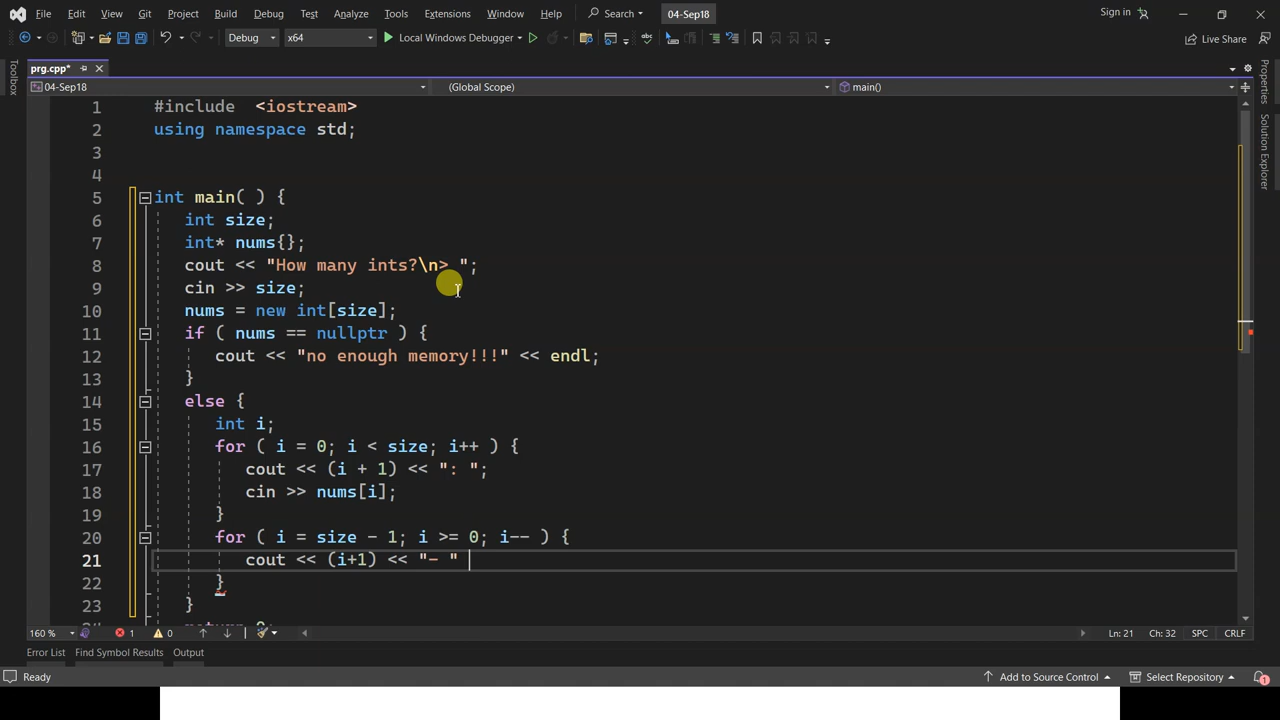 File Edit View Git Project Build Debug Test Analyze Tools Extensions Window Help Search 04-Sep18 Sign in
Debug x64 Local Windows Debugger Live Share
prg.cpp*
04-Sep18 (Global Scope) main()
Toolbox
Properties
Solution Explorer
1 #include <iostream>
2 using namespace std;
3
4
5 int main( ) {
6 int size;
7 int* nums{};
8 cout << "How many ints?\n> ";
9 cin >> size;
10 nums = new int[size];
11 if ( nums == nullptr ) {
12 cout << "no enough memory!!!" << endl;
13 }
14 else {
15 int i;
16 for ( i = 0; i < size; i++ ) {
17 cout << (i + 1) << ": ";
18 cin >> nums[i];
19 }
20 for ( i = size - 1; i >= 0; i-- ) {
21 cout << (i+1) << "- "
22 }
23 }
24 return 0;
160 % 1 0 Ln: 21 Ch: 32 SPC CRLF
Error List Find Symbol Results Output
Ready Add to Source Control Select Repository 1